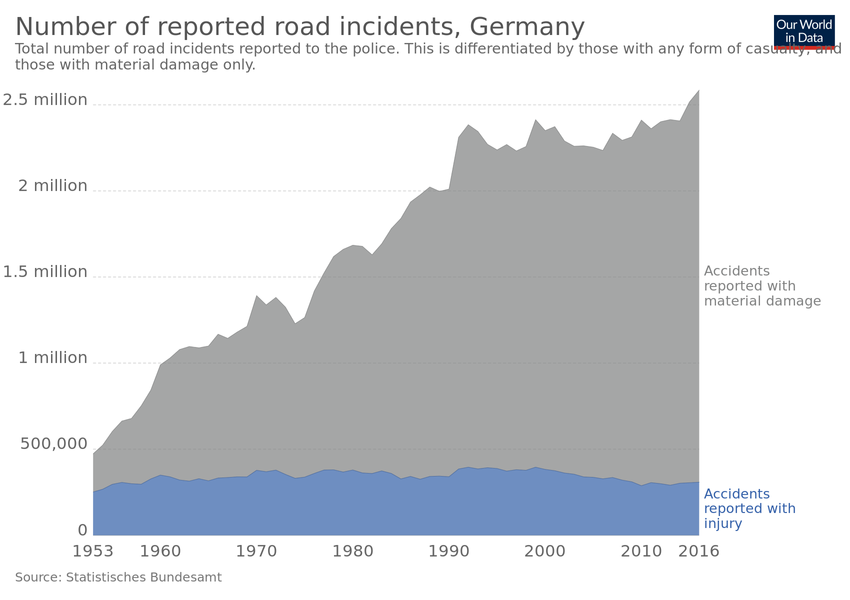 Number of reported road incidents, Germany
Our World
in Data
Total number of road incidents reported to the police. This is differentiated by those with any form of casualty, and
those with material damage only.
2.5 million
2 million
1.5 million
1 million
500,000
0
Accidents
reported with
material damage
Accidents
reported with
injury
1953 1960 1970 1980 1990 2000 2010 2016
Source: Statistisches Bundesamt